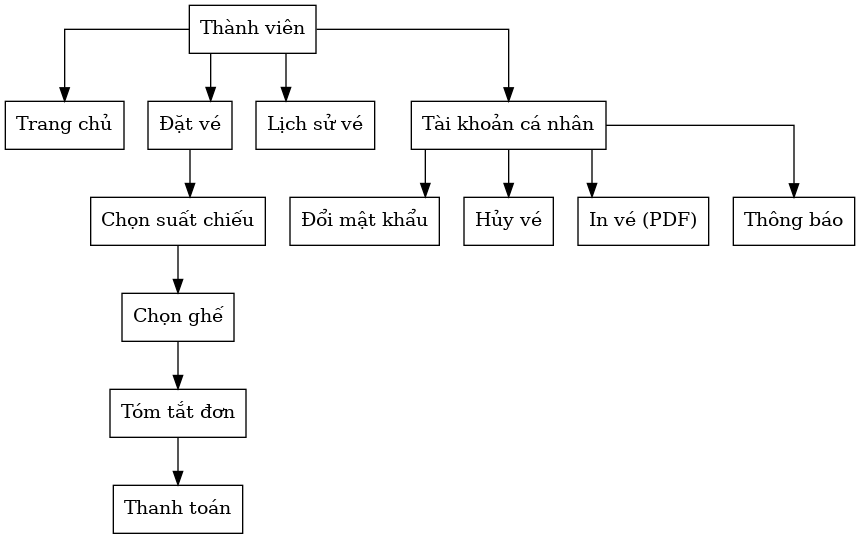 Thành viên
Trang chủ
Đặt vé
Lịch sử vé
Tài khoản cá nhân
Chọn suất chiếu
Đổi mật khẩu
Hủy vé
In vé (PDF)
Thông báo
Chọn ghế
Tóm tắt đơn
Thanh toán